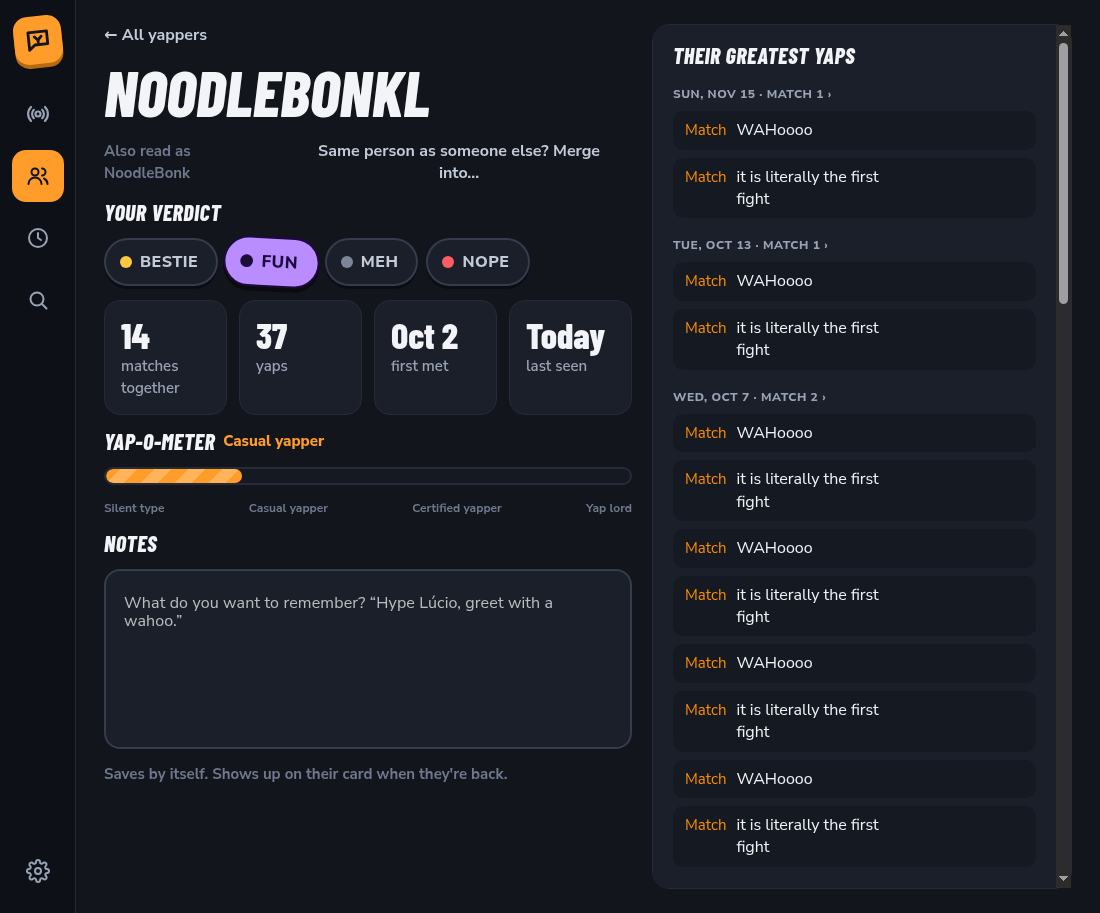 ← All yappers
NOODLEBONKL
Also read as
NoodleBonk
Same person as someone else? Merge
into...
YOUR VERDICT
BESTIE
FUN
MEH
NOPE
14
matches
together
37
yaps
Oct 2
first met
Today
last seen
YAP-O-METER Casual yapper
Silent type
Casual yapper
Certified yapper
Yap lord
NOTES
What do you want to remember? “Hype Lúcio, greet with a
wahoo.”
Saves by itself. Shows up on their card when they're back.
THEIR GREATEST YAPS
SUN, NOV 15 · MATCH 1 ›
Match WAHoooo
Match it is literally the first
fight
TUE, OCT 13 · MATCH 1 ›
Match WAHoooo
Match it is literally the first
fight
WED, OCT 7 · MATCH 2 ›
Match WAHoooo
Match it is literally the first
fight
Match WAHoooo
Match it is literally the first
fight
Match WAHoooo
Match it is literally the first
fight
Match WAHoooo
Match it is literally the first
fight